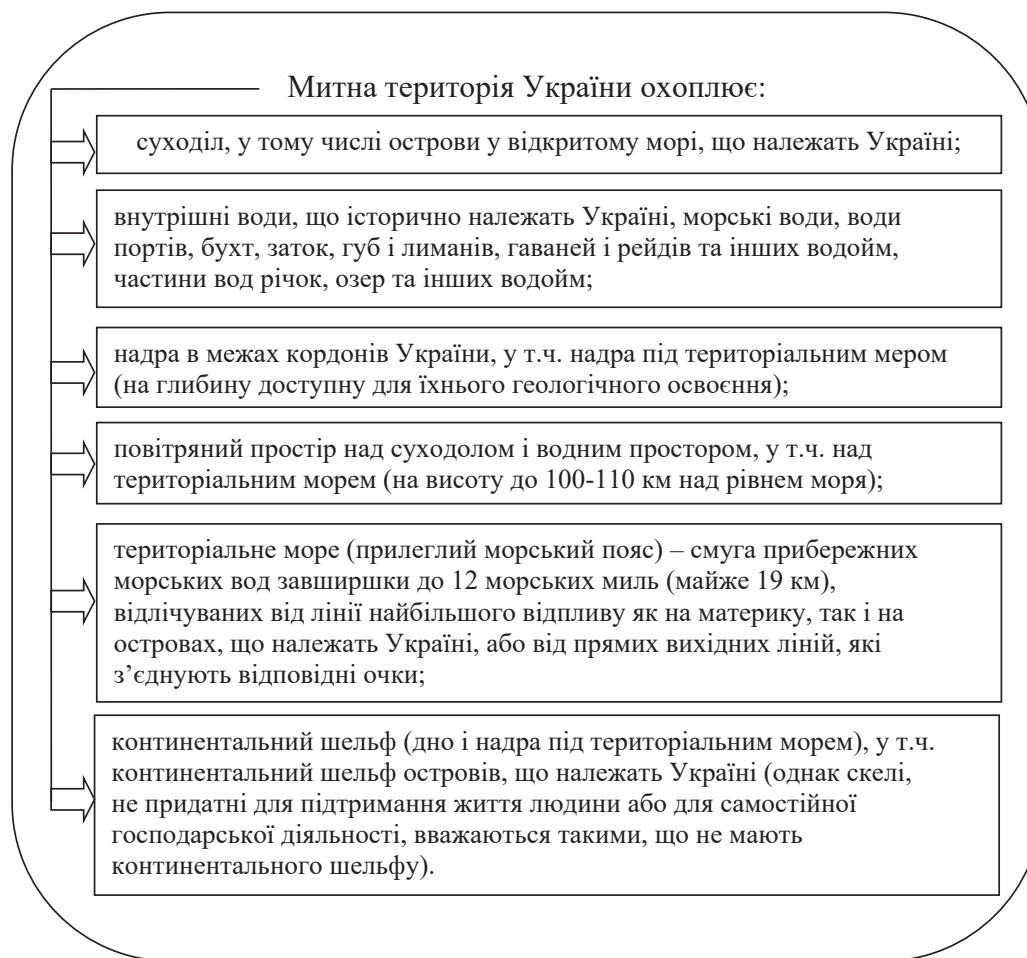 Митна територія України охоплює:
суходіл, у тому числі острови у відкритому морі, що належать Україні;
внутрішні води, що історично належать Україні, морські води, води
портів, бухт, заток, губ і лиманів, гаваней і рейдів та інших водойм,
частини вод річок, озер та інших водойм;
надра в межах кордонів України, у т.ч. надра під територіальним мером
(на глибину доступну для їхнього геологічного освоєння);
повітряний простір над суходолом і водним простором, у т.ч. над
територіальним морем (на висоту до 100-110 км над рівнем моря);
територіальне море (прилеглий морський пояс) – смуга прибережних
морських вод завширшки до 12 морських миль (майже 19 км),
відлічуваних від лінії найбільшого відпливу як на материку, так і на
островах, що належать Україні, або від прямих вихідних ліній, які
з’єднують відповідні очки;
континентальний шельф (дно і надра під територіальним морем), у т.ч.
континентальний шельф островів, що належать Україні (однак скелі,
не придатні для підтримання життя людини або для самостійної
господарської діяльності, вважаються такими, що не мають
континентального шельфу).